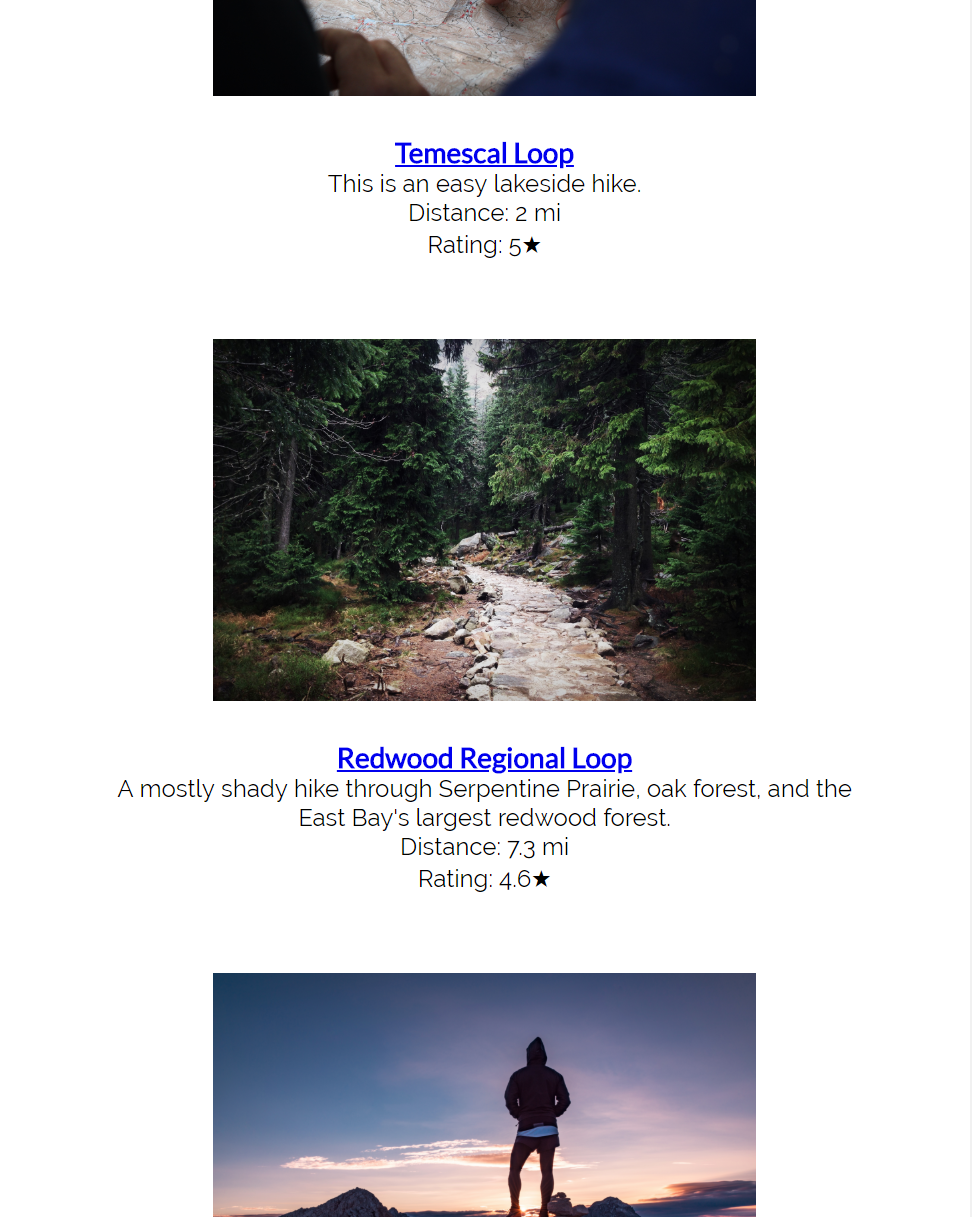 Temescal Loop
This is an easy lakeside hike.
Distance: 2 mi
Rating: 5★
Redwood Regional Loop
A mostly shady hike through Serpentine Prairie, oak forest, and the
East Bay's largest redwood forest.
Distance: 7.3 mi
Rating: 4.6★